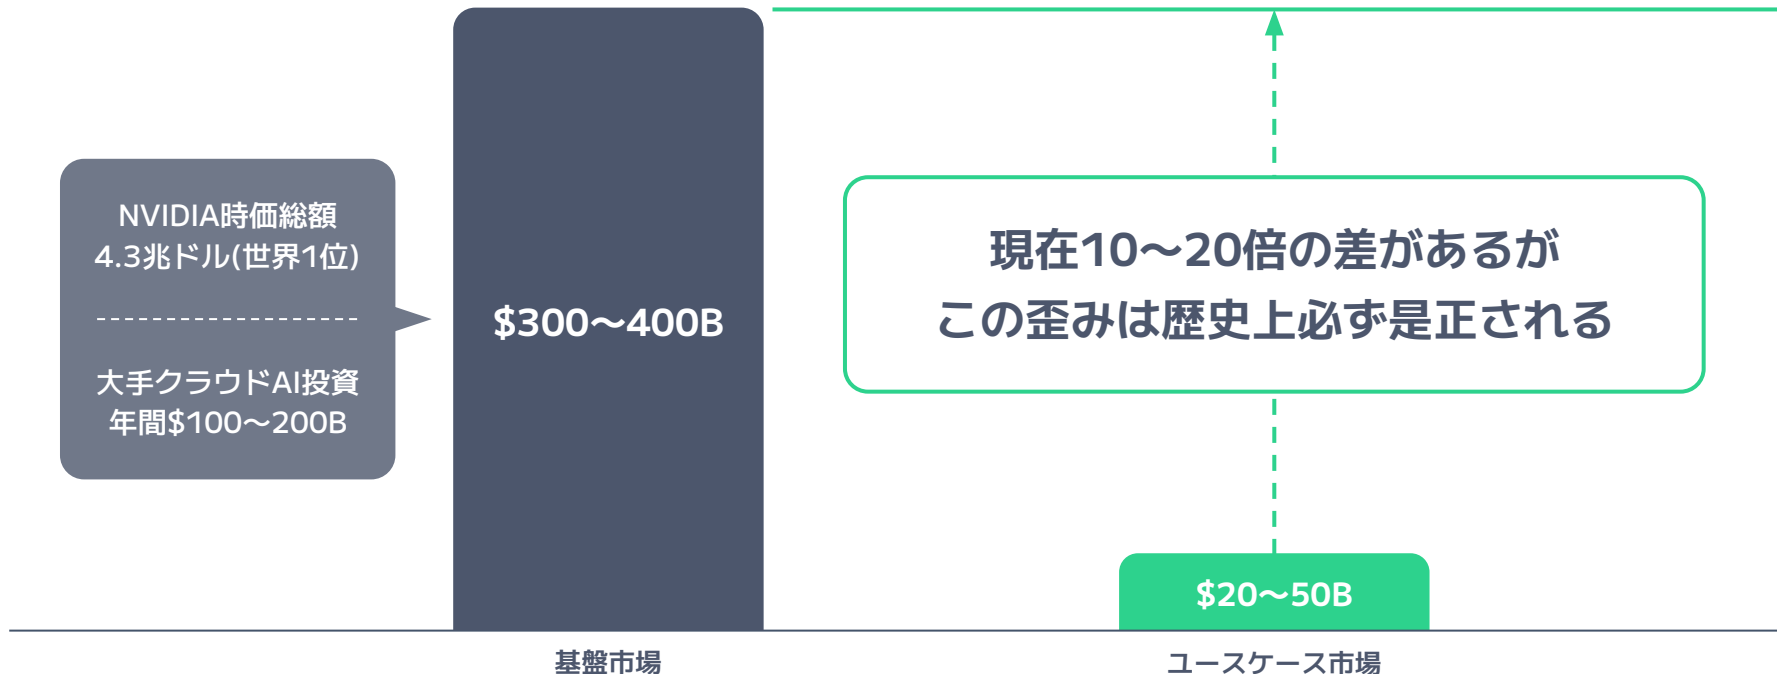 NVIDIA時価総額
4.3兆ドル(世界1位)
大手クラウドAI投資
年間$100〜200B
$300〜400B
現在10〜20倍の差があるが
この歪みは歴史上必ず是正される
$20〜50B
基盤市場
ユースケース市場